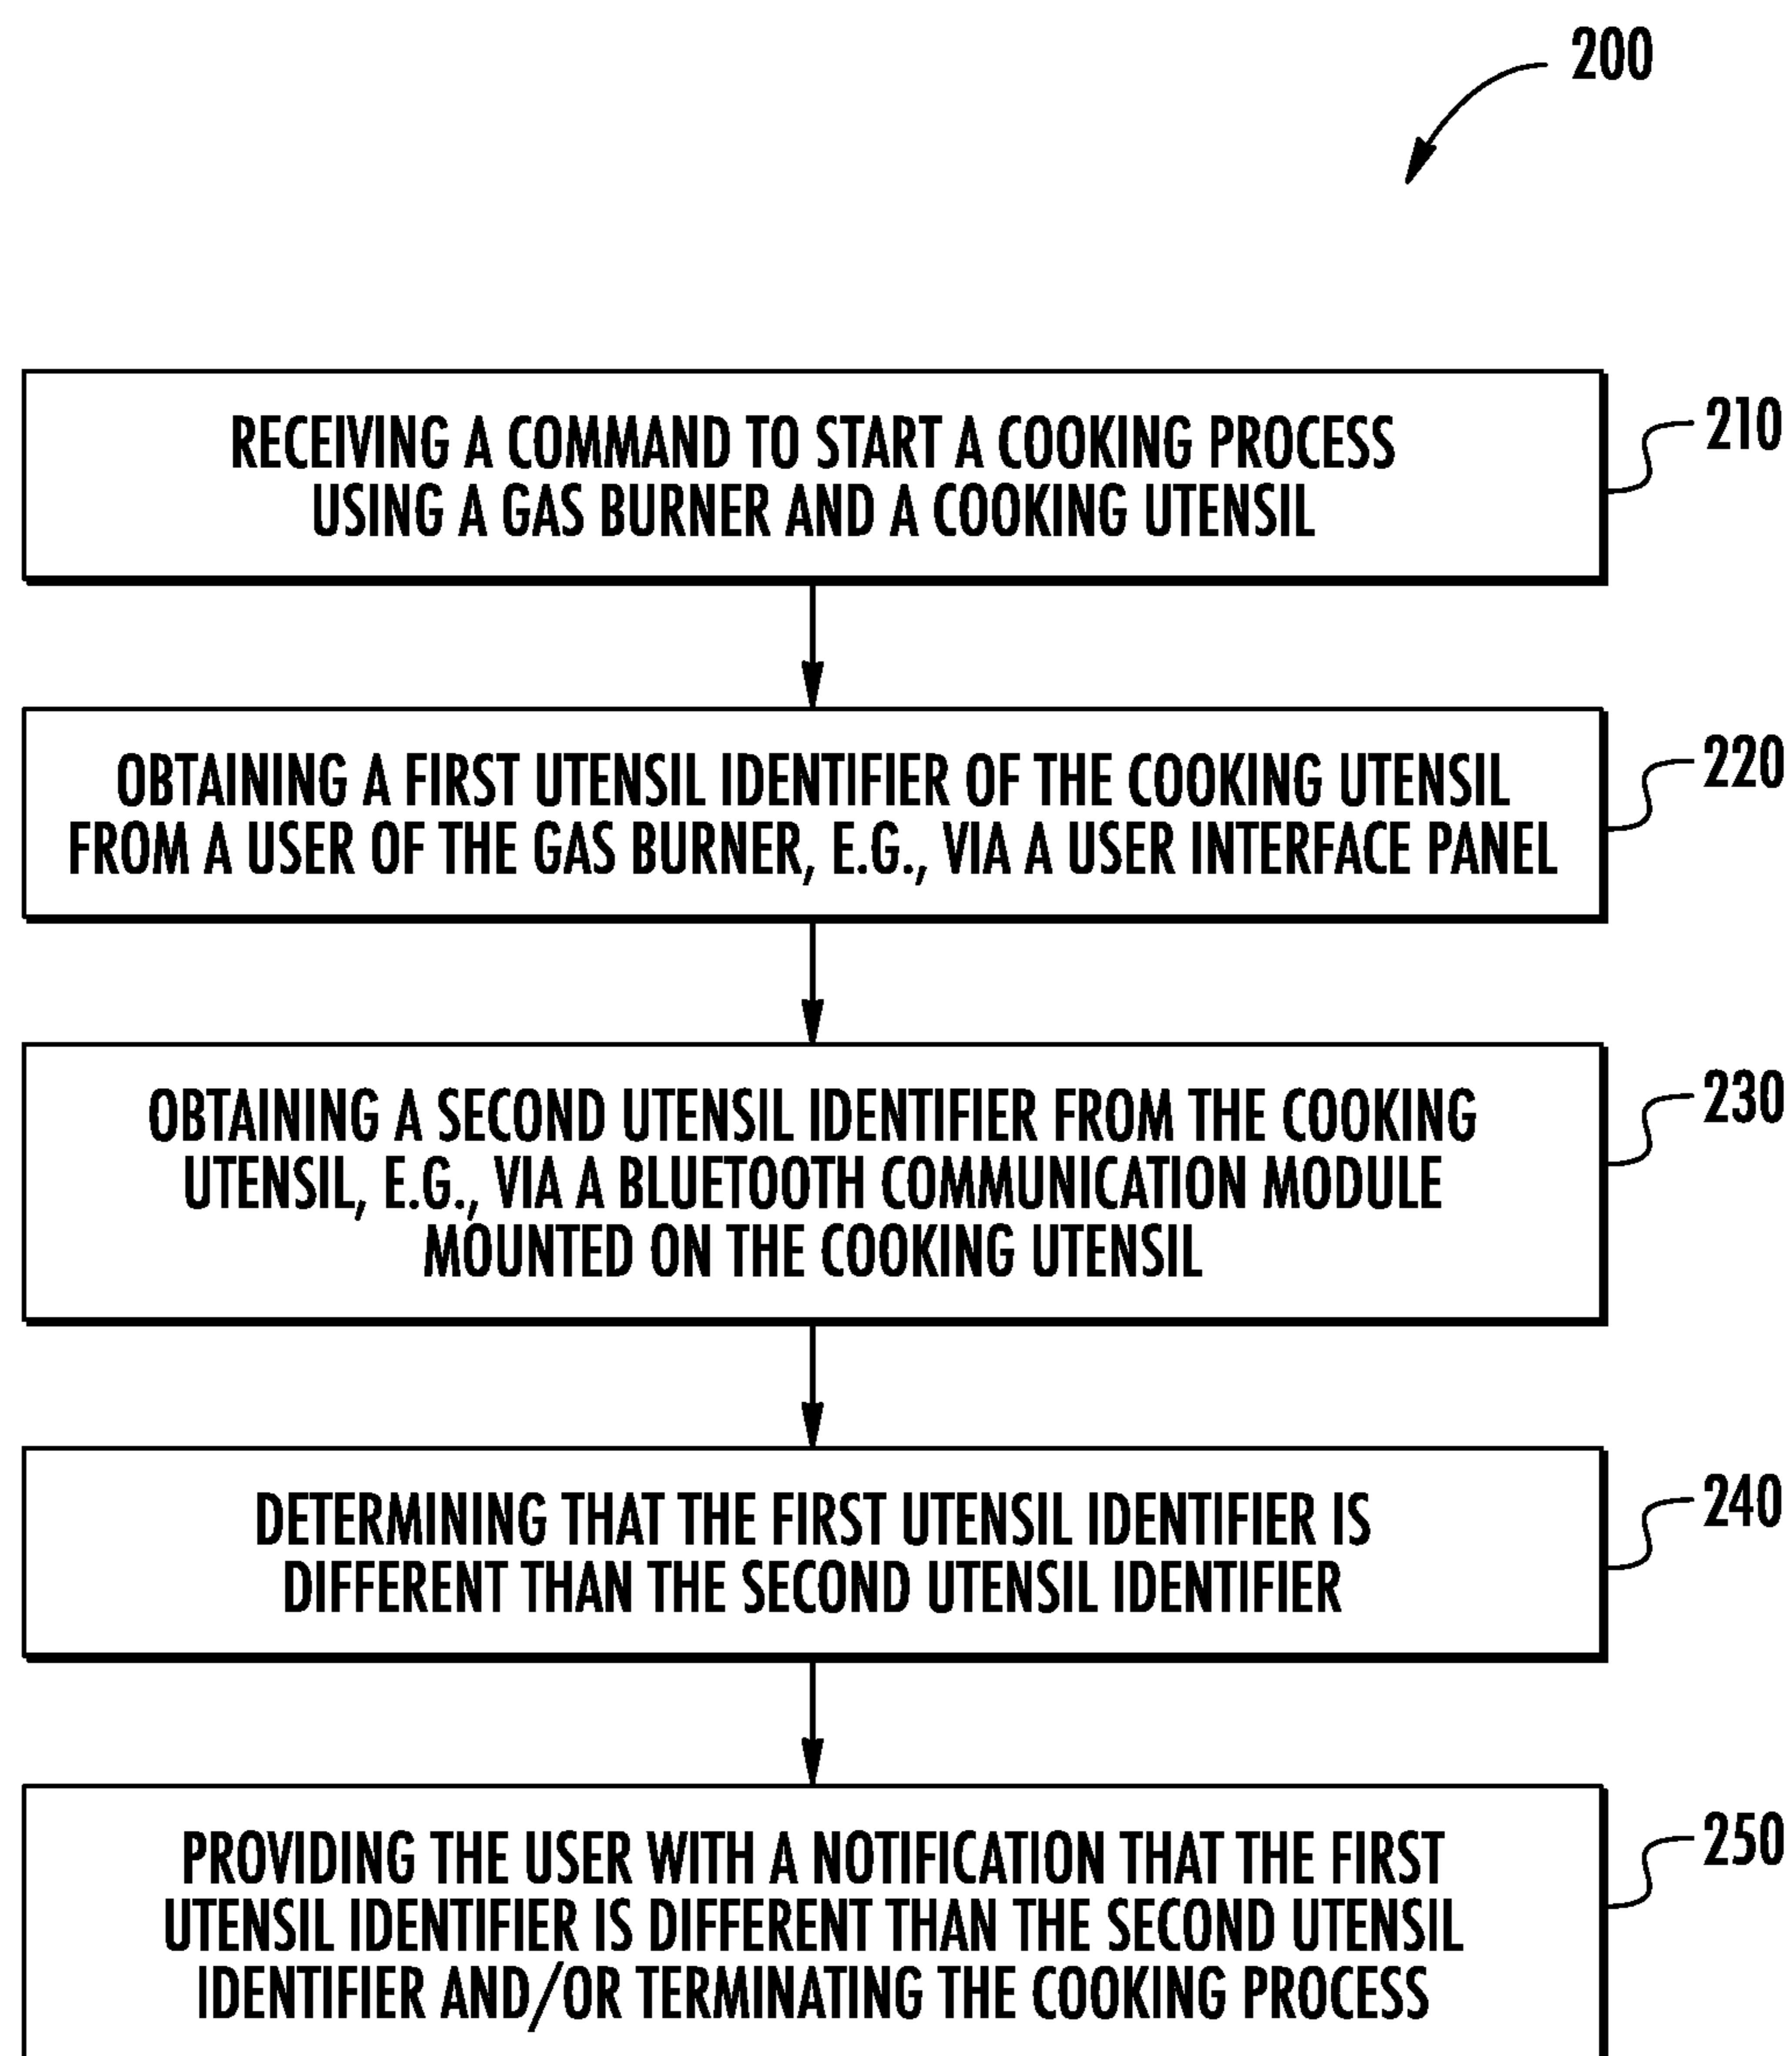 200
RECEIVING A COMMAND TO START A COOKING PROCESS
USING A GAS BURNER AND A COOKING UTENSIL
210
OBTAINING A FIRST UTENSIL IDENTIFIER OF THE COOKING UTENSIL
FROM A USER OF THE GAS BURNER, E.G., VIA A USER INTERFACE PANEL
220
OBTAINING A SECOND UTENSIL IDENTIFIER FROM THE COOKING
UTENSIL, E.G., VIA A BLUETOOTH COMMUNICATION MODULE
MOUNTED ON THE COOKING UTENSIL
230
DETERMINING THAT THE FIRST UTENSIL IDENTIFIER IS
DIFFERENT THAN THE SECOND UTENSIL IDENTIFIER
240
PROVIDING THE USER WITH A NOTIFICATION THAT THE FIRST
UTENSIL IDENTIFIER IS DIFFERENT THAN THE SECOND UTENSIL
IDENTIFIER AND/OR TERMINATING THE COOKING PROCESS
250